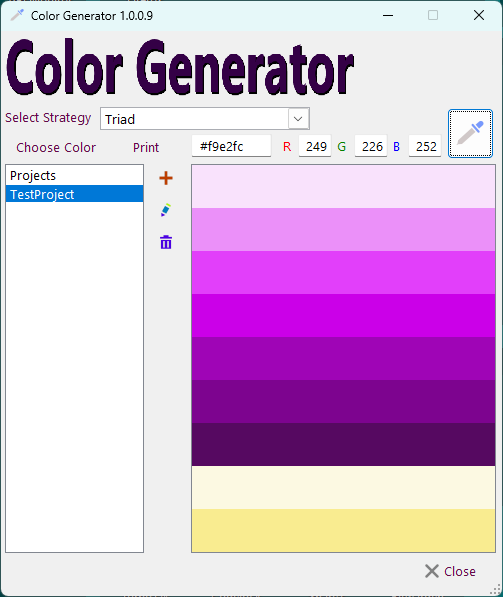 Color Generator 1.0.0.9
Color Generator
Select Strategy Triad
Choose Color Print #f9e2fc R 249 G 226 B 252
Projects
TestProject
Close